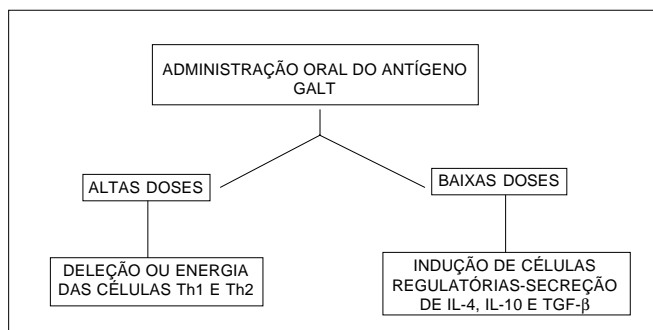 ADMINISTRAÇÃO ORAL DO ANTÍGENO
GALT
ALTAS DOSES
BAIXAS DOSES
DELEÇÃO OU ENERGIA
DAS CÉLULAS Th1 E Th2
INDUÇÃO DE CÉLULAS
REGULATÓRIAS-SECREÇÃO
DE IL-4, IL-10 E TGF-β